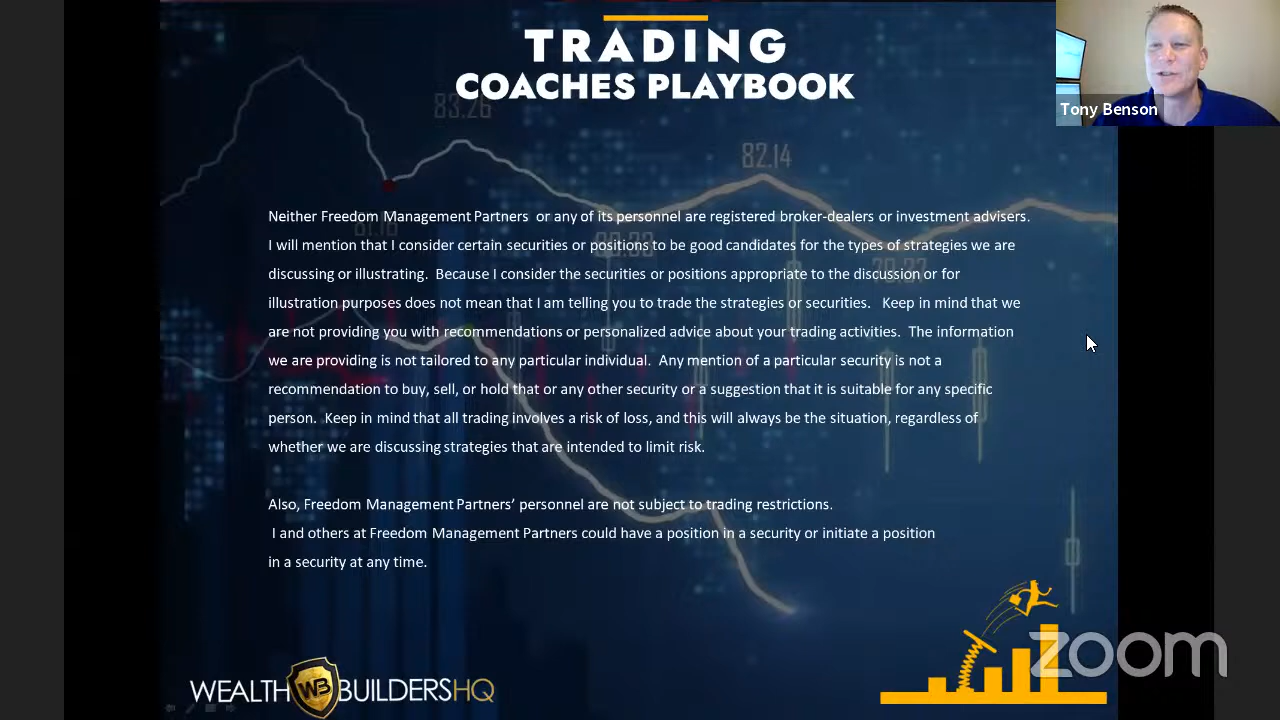 TRADING
COACHES PLAYBOOK
Tony Benson
83.26
82.14
Neither Freedom Management Partners or any of its personnel are registered broker-dealers or investment advisers.
I will mention that I consider certain securities or positions to be good candidates for the types of strategies we are
discussing or illustrating. Because I consider the securities or positions appropriate to the discussion or for
illustration purposes does not mean that I am telling you to trade the strategies or securities. Keep in mind that we
are not providing you with recommendations or personalized advice about your trading activities. The information
we are providing is not tailored to any particular individual. Any mention of a particular security is not a
recommendation to buy, sell, or hold that or any other security or a suggestion that it is suitable for any specific
person. Keep in mind that all trading involves a risk of loss, and this will always be the situation, regardless of
whether we are discussing strategies that are intended to limit risk.
Also, Freedom Management Partners' personnel are not subject to trading restrictions.
I and others at Freedom Management Partners could have a position in a security or initiate a position
in a security at any time.
WEALTH WB BUILDERSHQ
zoom